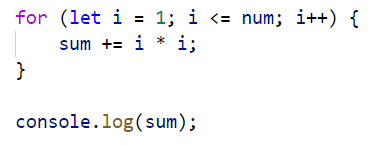 for (let i = 1; i <= num; i++) {
    sum += i * i;
}

console.log(sum);